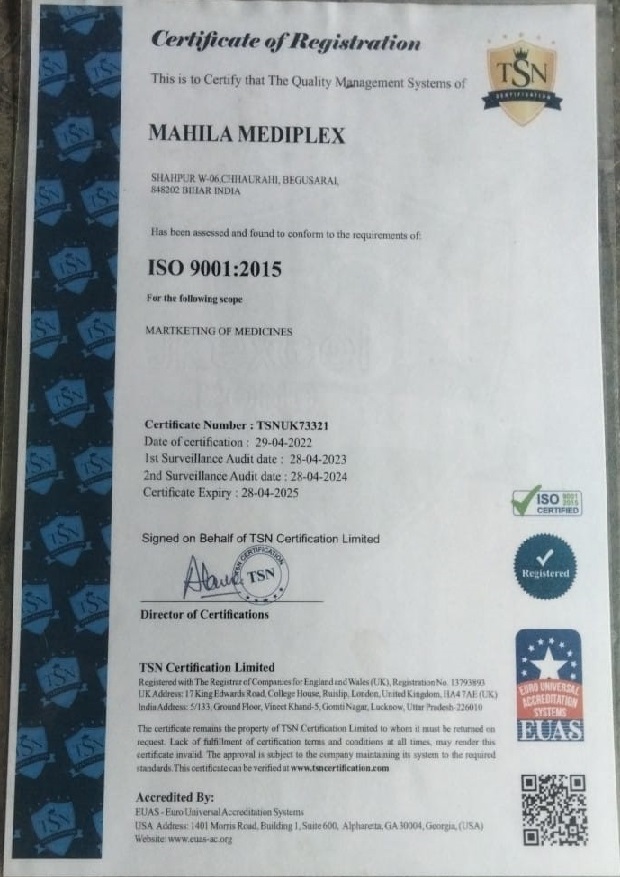 Certificate of Registration
This is to Certify that The Quality Management Systems of
TSN
CERTIFICATION
MAHILA MEDIPLEX
SHAHPUR W-06,CHHAURAHI, BEGUSARAI,
848202 BIHAR INDIA
Has been assessed and found to conform to the requirements of:
ISO 9001:2015
For the following scope
MARTKETING OF MEDICINES
Certificate Number : TSNUK73321
Date of certification : 29-04-2022
1st Surveillance Audit date : 28-04-2023
2nd Surveillance Audit date : 28-04-2024
Certificate Expiry : 28-04-2025
ISO 9001 2015
CERTIFIED
Signed on Behalf of TSN Certification Limited
TSN CERTIFICATION
TSN
Registered
Director of Certifications
TSN Certification Limited
Registered with The Registrar of Companies for England and Wales (UK), Registration No. 13793893
UK Address: 17 King Edwards Road, College House, Ruislip, London, United Kingdom, HA4 7AE (UK)
India Address: 5/133, Ground Floor, Vineet Khand-5, Gomti Nagar, Lucknow, Uttar Pradesh-226010
EURO UNIVERSAL
ACCREDITATION
SYSTEMS
EUAS
The certificate remains the property of TSN Certification Limited to whom it must be returned on
request. Lack of fulfillment of certification terms and conditions at all times, may render this
certificate invalid. The approval is subject to the company maintaining its system to the required
standards. This certificate can be verified at www.tsncertification.com
Accredited By:
EUAS - Euro Universal Accreditation Systems
USA Address: 1401 Morris Road, Building 1, Suite 600, Alpharetta, GA 30004, Georgia, (USA)
Website: www.euas-ac.org